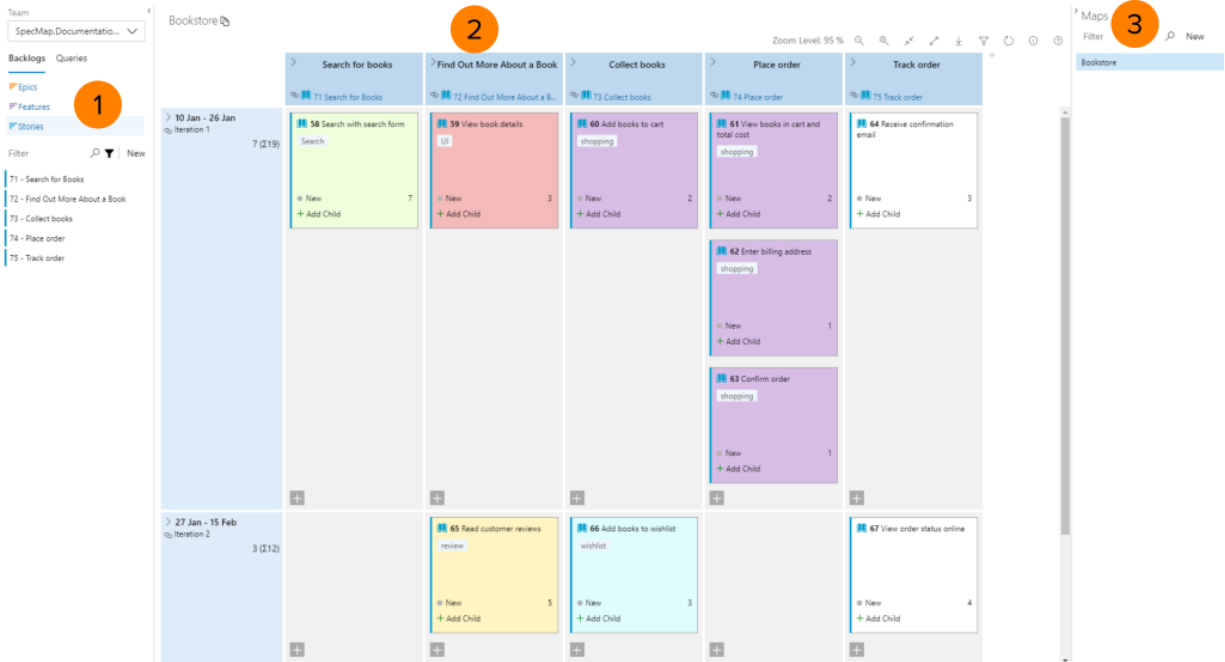 Team
SpecMap.Documentatio...
Backlogs Queries
Epics
Features
Stories
1
Filter New
71 - Search for Books
72 - Find Out More About a Book
73 - Collect books
74 - Place order
75 - Track order
Bookstore
2
Zoom Level: 95 %
Search for books
71 Search for Books
Find Out More About a Book
72 Find Out More About a B...
Collect books
73 Collect books
Place order
74 Place order
Track order
75 Track order
10 Jan - 26 Jan
Iteration 1
7 (Σ19)
58 Search with search form
Search
New 7
+ Add Child
59 View book details
UI
New 3
+ Add Child
60 Add books to cart
shopping
New 2
+ Add Child
61 View books in cart and
total cost
shopping
New 2
+ Add Child
64 Receive confirmation
email
New 3
+ Add Child
62 Enter billing address
shopping
New 1
+ Add Child
63 Confirm order
shopping
New 1
+ Add Child
27 Jan - 15 Feb
Iteration 2
3 (Σ12)
65 Read customer reviews
review
New 5
+ Add Child
66 Add books to wishlist
wishlist
New 3
+ Add Child
67 View order status online
New 4
+ Add Child
Maps
3
Filter New
Bookstore